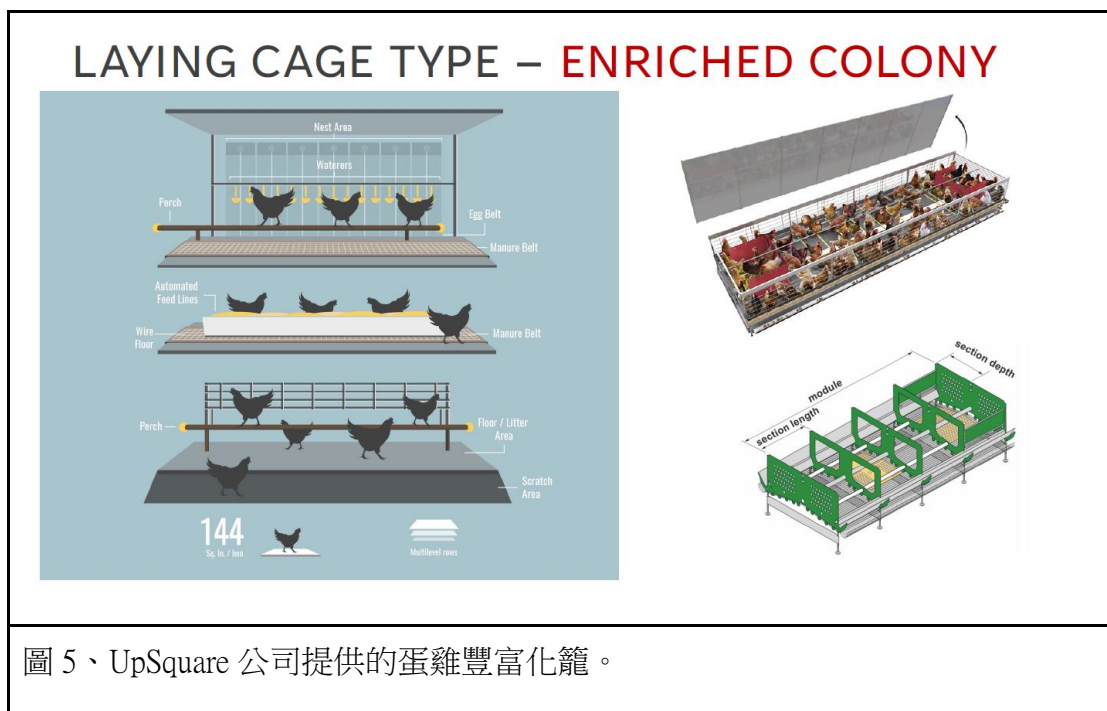 LAYING CAGE TYPE – ENRICHED COLONY
Nest Area
Waterers
Perch
Egg Belt
Manure Belt
Automated
Feed Lines
Wire
Floor
Manure Belt
Perch
Floor / Litter
Area
Scratch
Area
144
Sq. In. / hen
Multilevel rows
section depth
module
section length
圖 5、UpSquare 公司提供的蛋雞豐富化籠。